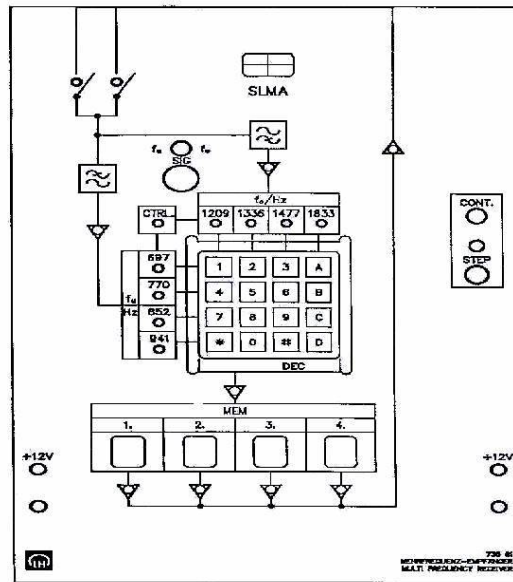 SLMA
fo fu
SIG
fo/Hz
CTRL 1209 1336 1477 1633
CONT.
STEP
697
770
852
941
fu
Hz
1 2 3 A
4 5 6 B
7 8 9 C
* 0 # D
DEC
MEM
1. 2. 3. 4.
+12V +12V
MEHRFREQUENZ-EMPFÄNGER
MULTI FREQUENCY RECEIVER